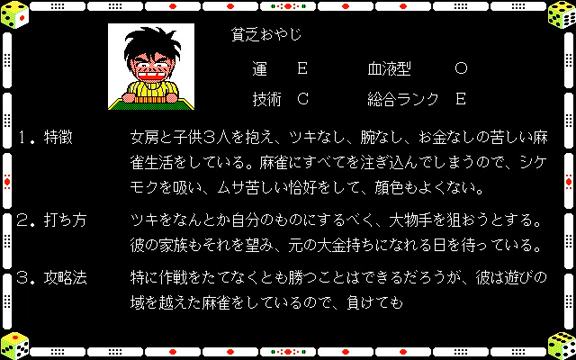 貧乏おやじ
運 E 血液型 O
技術 C 総合ランク E
1．特徴 女房と子供3人を抱え、ツキなし、腕なし、お金なしの苦しい麻
雀生活をしている。麻雀にすべてを注ぎ込んでしまうので、シケ
モクを吸い、ムサ苦しい恰好をして、顔色もよくない。
2．打ち方 ツキをなんとか自分のものにするべく、大物手を狙おうとする。
彼の家族もそれを望み、元の大金持ちになれる日を待っている。
3．攻略法 特に作戦をたてなくとも勝つことはできるだろうが、彼は遊びの
域を越えた麻雀をしているので、負けても